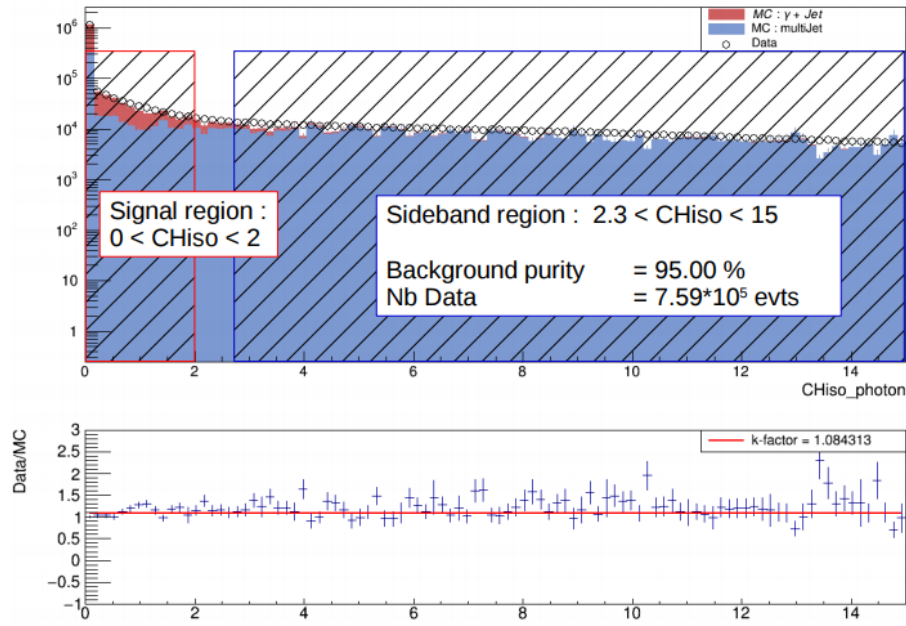 MC : γ + Jet
MC : multiJet
Data
10⁶
10⁵
10⁴
10³
10²
10
1
Signal region :
0 < CHiso < 2
Sideband region : 2.3 < CHiso < 15
Background purity = 95.00 %
Nb Data = 7.59*10⁵ evts
0 2 4 6 8 10 12 14
CHiso_photon
Data/MC
k-factor = 1.084313
3
2.5
2
1.5
1
0.5
0
−0.5
−1
0 2 4 6 8 10 12 14